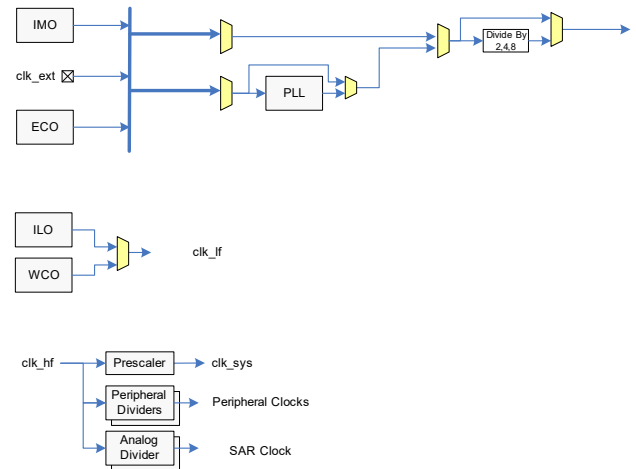 IMO
clk_ext
ECO
PLL
Divide By
2,4,8
ILO
WCO
clk_lf
clk_hf
Prescaler
clk_sys
Peripheral
Dividers
Peripheral Clocks
Analog
Divider
SAR Clock